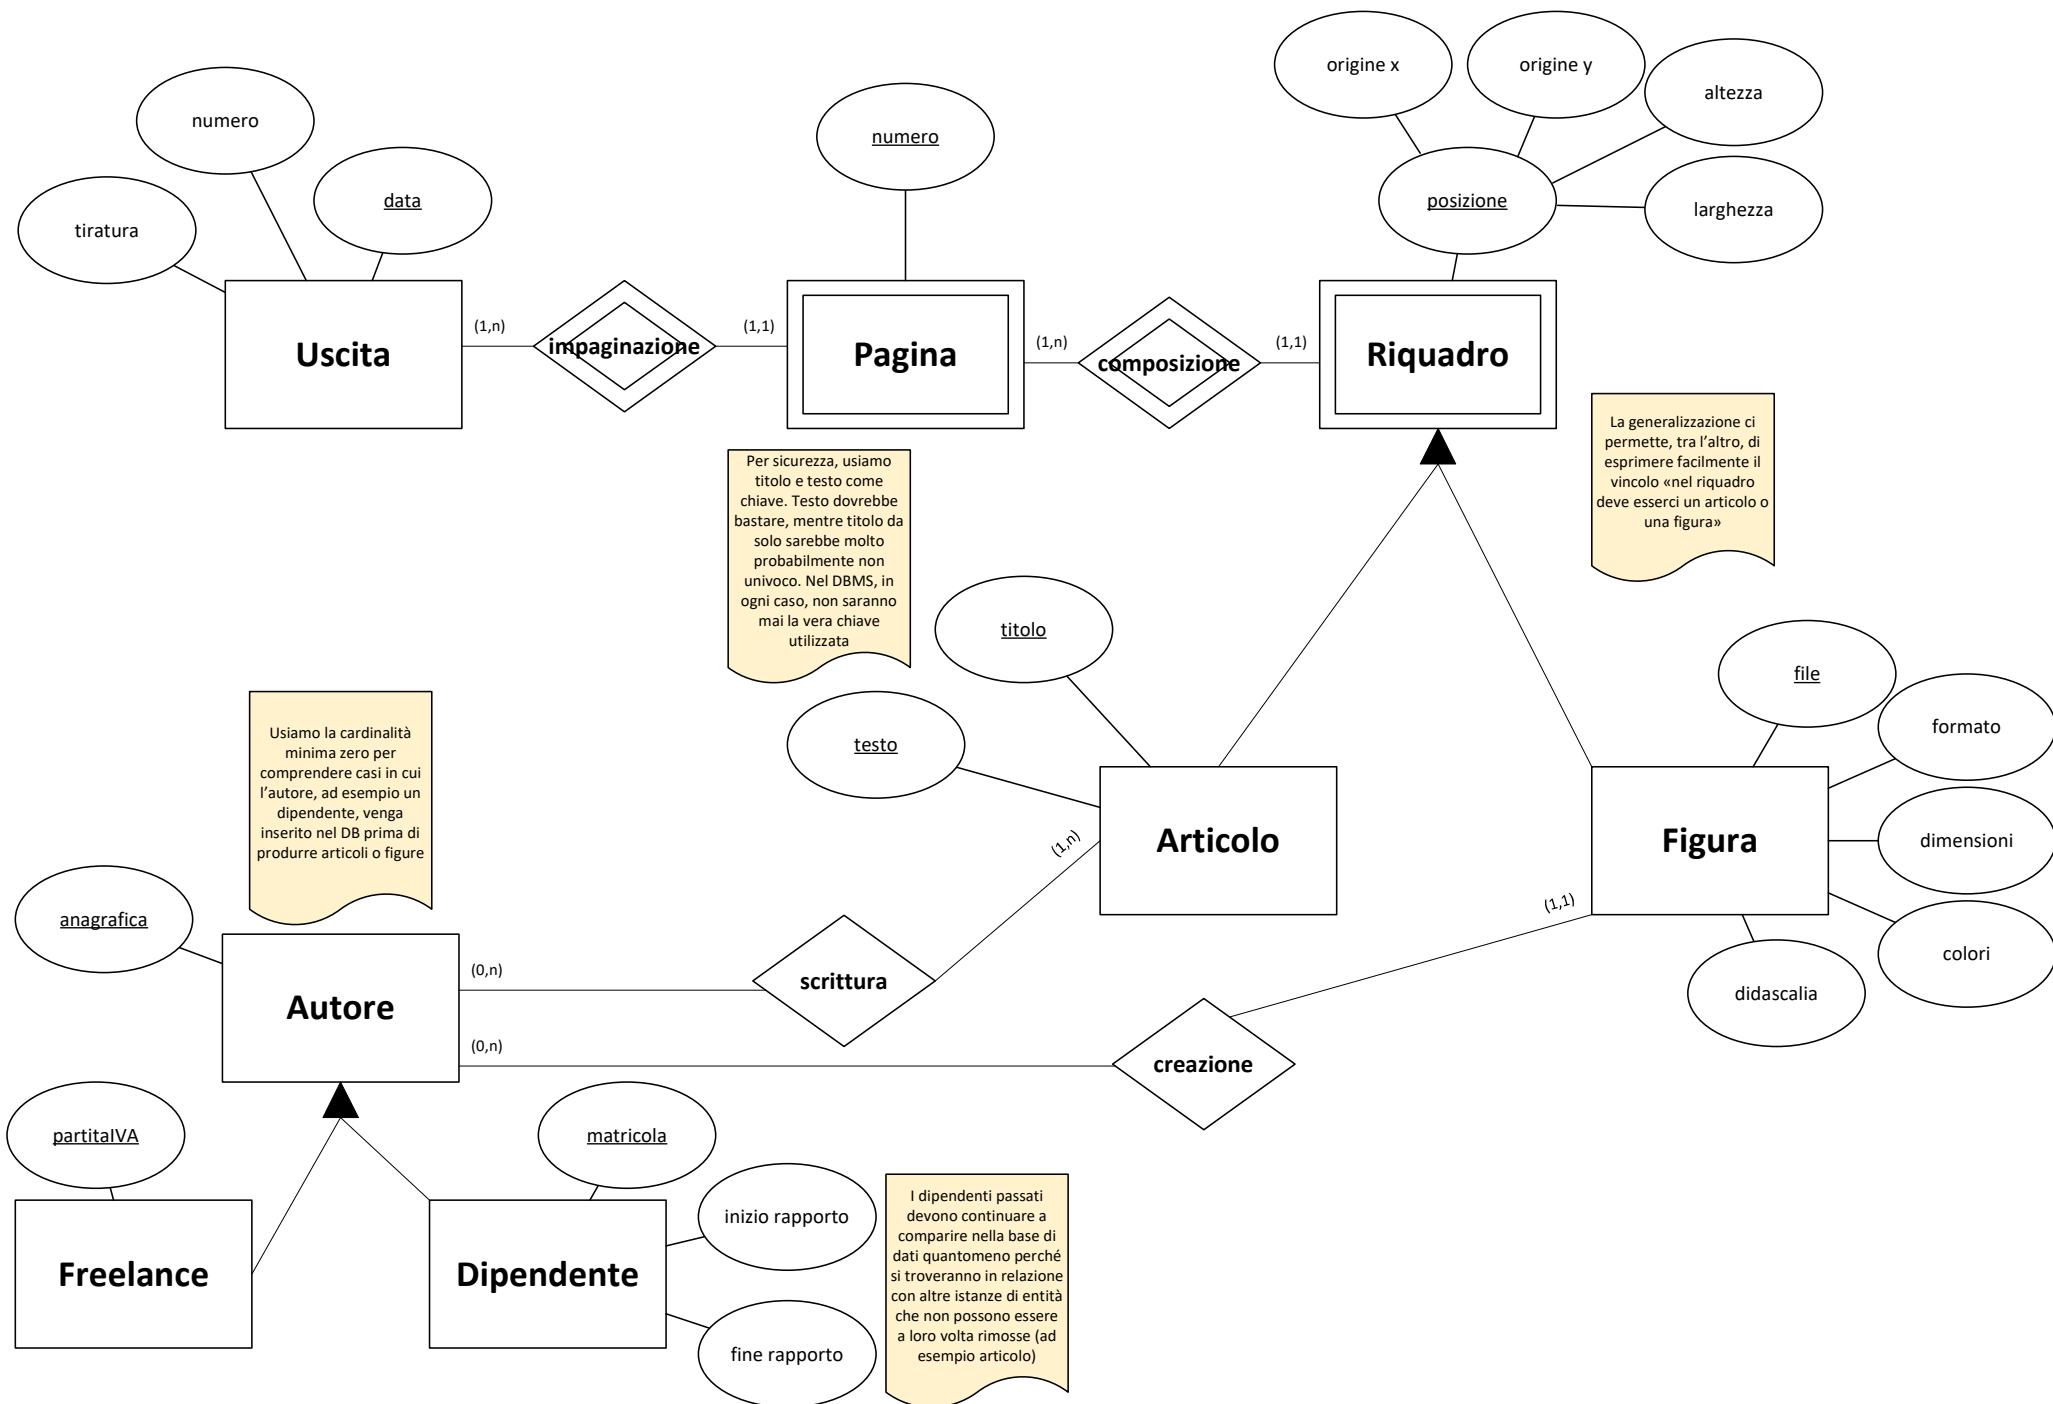 origine x
origine y
altezza
numero
numero
data
posizione
larghezza
tiratura
(1,n)
(1,1)
(1,n)
(1,1)
Uscita
impaginazione
Pagina
composizione
Riquadro
La generalizzazione ci
permette, tra l’altro, di
esprimere facilmente il
vincolo «nel riquadro
deve esserci un articolo o
una figura»
Per sicurezza, usiamo
titolo e testo come
chiave. Testo dovrebbe
bastare, mentre titolo da
solo sarebbe molto
probabilmente non
univoco. Nel DBMS, in
ogni caso, non saranno
mai la vera chiave
utilizzata
titolo
file
formato
testo
Usiamo la cardinalità
minima zero per
comprendere casi in cui
l’autore, ad esempio un
dipendente, venga
inserito nel DB prima di
produrre articoli o figure
(1,n)
Articolo
Figura
dimensioni
(1,1)
anagrafica
colori
didascalia
(0,n)
scrittura
Autore
(0,n)
creazione
partitaIVA
matricola
inizio rapporto
I dipendenti passati
devono continuare a
comparire nella base di
dati quantomeno perché
si troveranno in relazione
con altre istanze di entità
che non possono essere
a loro volta rimosse (ad
esempio articolo)
Freelance
Dipendente
fine rapporto